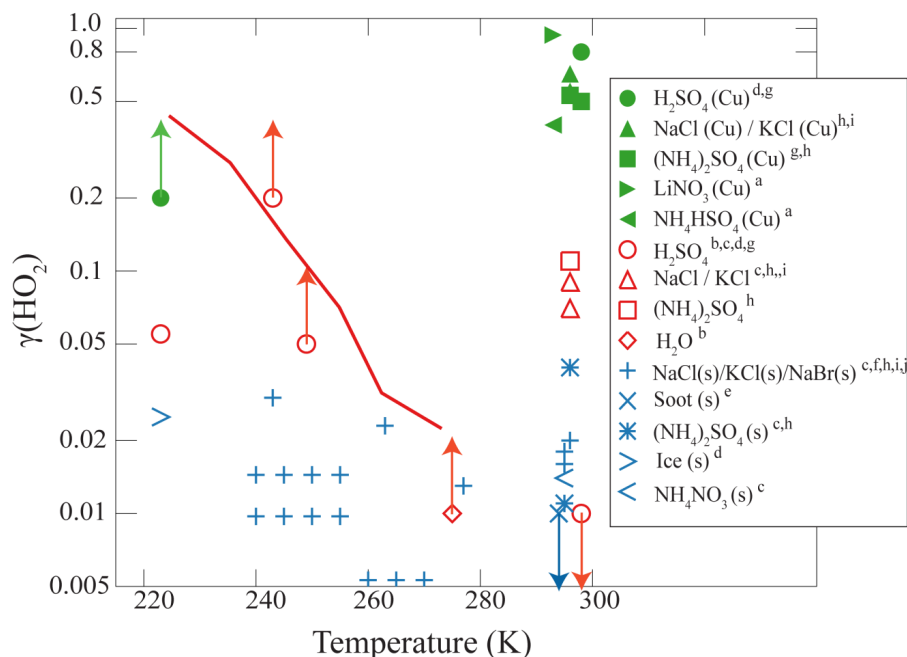 1.0
0.8
0.5
0.2
0.1
0.05
0.02
0.01
0.005
γ(HO₂)
220
240
260
280
300
Temperature (K)
H₂SO₄ (Cu) d,g
NaCl (Cu) / KCl (Cu) h,i
(NH₄)₂SO₄ (Cu) g,h
LiNO₃ (Cu) a
NH₄HSO₄ (Cu) a
H₂SO₄ b,c,d,g
NaCl / KCl c,h,,i
(NH₄)₂SO₄ h
H₂O b
NaCl(s)/KCl(s)/NaBr(s) c,f,h,i,j
Soot (s) e
(NH₄)₂SO₄ (s) c,h
Ice (s) d
NH₄NO₃ (s) c